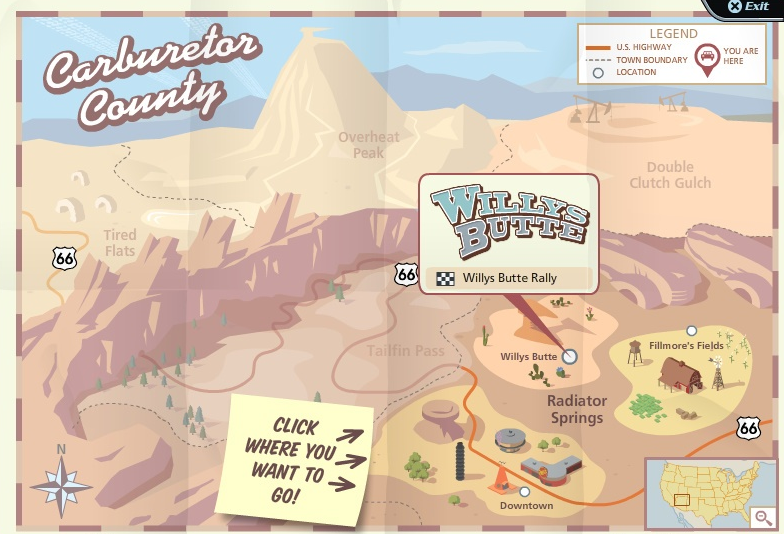 Exit
Carburetor
County
LEGEND
U.S. HIGHWAY
TOWN BOUNDARY
LOCATION
YOU ARE
HERE
Overheat
Peak
Double
Clutch Gulch
WILLYS
BUTTE
Willys Butte Rally
Tired
Flats
66
66
Tailfin Pass
Willys Butte
Fillmore's Fields
Radiator
Springs
66
CLICK
WHERE YOU
WANT TO
GO!
N
Downtown